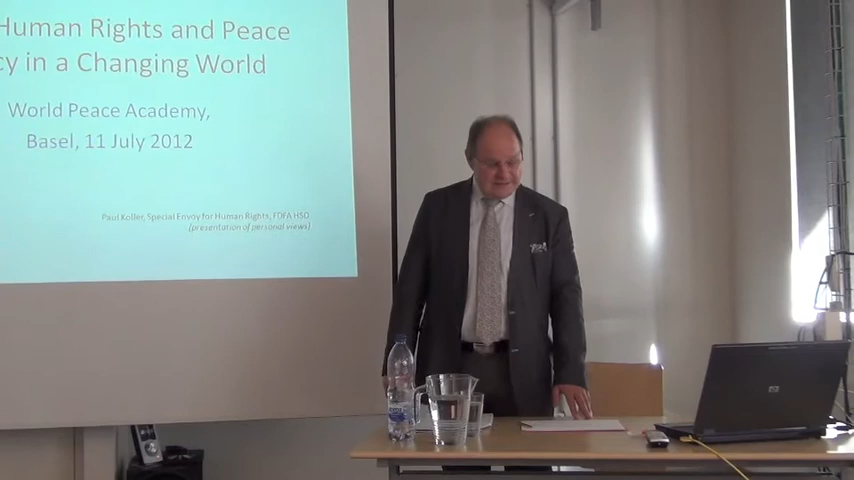 Human Rights and Peace
cy in a Changing World
World Peace Academy,
Basel, 11 July 2012
Paul Koller, Special Envoy for Human Rights, FDFA HSD
(presentation of personal views)